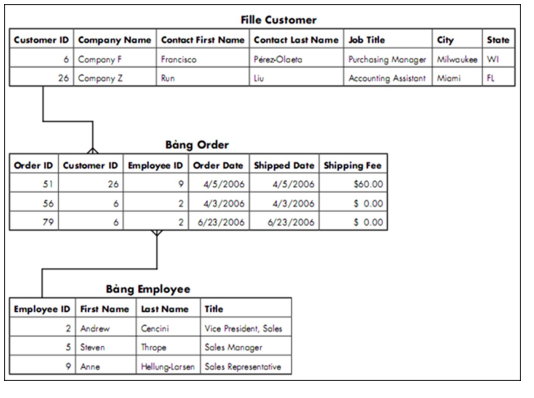 Fille Customer
Customer ID Company Name Contact First Name Contact Last Name Job Title City State
6 Company F Francisco Pérez-Olaeta Purchasing Manager Milwaukee WI
26 Company Z Run Liu Accounting Assistant Miami FL
Bảng Order
Order ID Customer ID Employee ID Order Date Shipped Date Shipping Fee
51 26 9 4/5/2006 4/5/2006 $60.00
56 6 2 4/3/2006 4/3/2006 $ 0.00
79 6 2 6/23/2006 6/23/2006 $ 0.00
Bảng Employee
Employee ID First Name Last Name Title
2 Andrew Cencini Vice President, Sales
5 Steven Thrope Sales Manager
9 Anne Hellung-Larsen Sales Representative